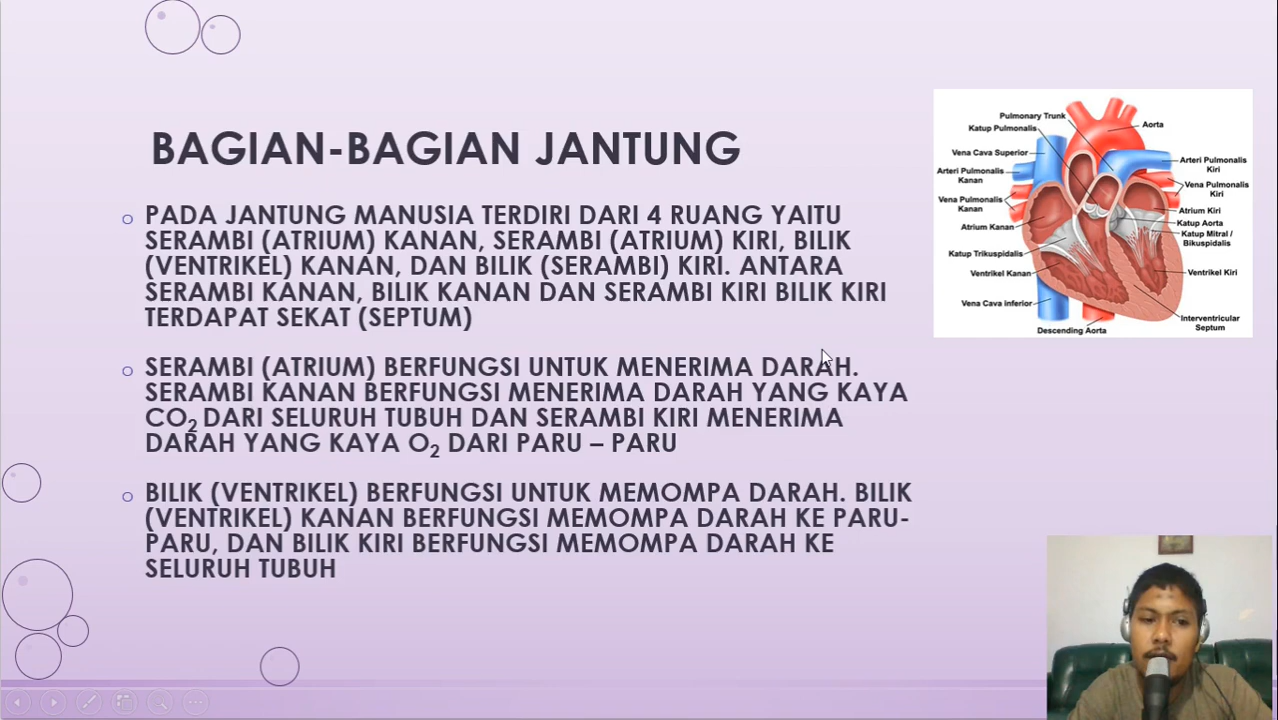 BAGIAN-BAGIAN JANTUNG
PADA JANTUNG MANUSIA TERDIRI DARI 4 RUANG YAITU
SERAMBI (ATRIUM) KANAN, SERAMBI (ATRIUM) KIRI, BILIK
(VENTRIKEL) KANAN, DAN BILIK (SERAMBI) KIRI. ANTARA
SERAMBI KANAN, BILIK KANAN DAN SERAMBI KIRI BILIK KIRI
TERDAPAT SEKAT (SEPTUM)
SERAMBI (ATRIUM) BERFUNGSI UNTUK MENERIMA DARAH.
SERAMBI KANAN BERFUNGSI MENERIMA DARAH YANG KAYA
CO₂ DARI SELURUH TUBUH DAN SERAMBI KIRI MENERIMA
DARAH YANG KAYA O₂ DARI PARU – PARU
BILIK (VENTRIKEL) BERFUNGSI UNTUK MEMOMPA DARAH. BILIK
(VENTRIKEL) KANAN BERFUNGSI MEMOMPA DARAH KE PARU-
PARU, DAN BILIK KIRI BERFUNGSI MEMOMPA DARAH KE
SELURUH TUBUH
Pulmonary Trunk
Katup Pulmonalis
Vena Cava Superior
Arteri Pulmonalis
Kanan
Vena Pulmonalis
Kanan
Atrium Kanan
Katup Trikuspidalis
Ventrikel Kanan
Vena Cava inferior
Descending Aorta
Aorta
Arteri Pulmonalis
Kiri
Vena Pulmonalis
Kiri
Atrium Kiri
Katup Aorta
Katup Mitral /
Bikuspidalis
Ventrikel Kiri
Interventricular
Septum